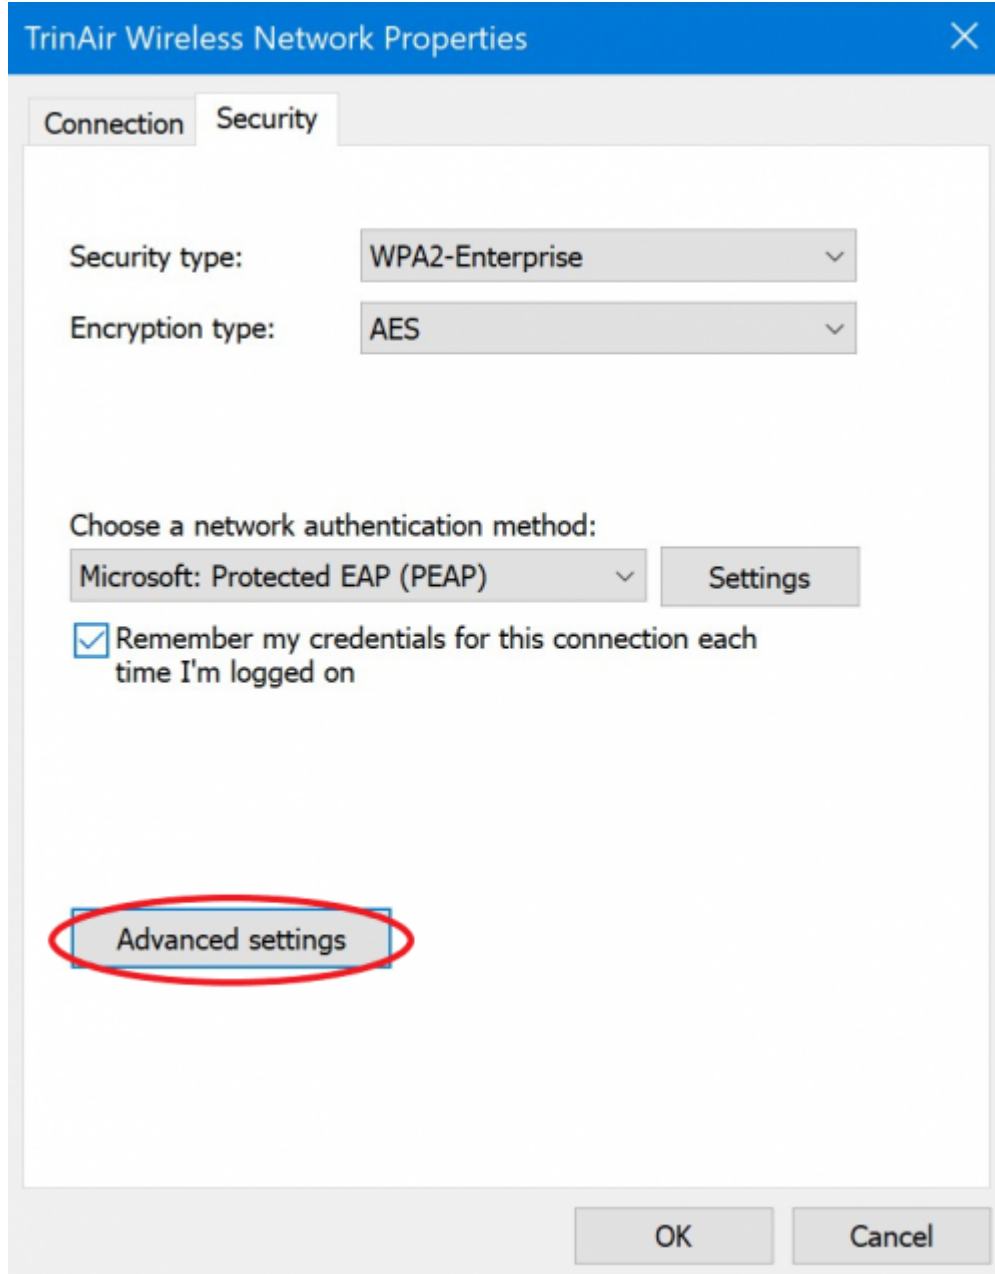 TrinAir Wireless Network Properties
Connection
Security
Security type:
WPA2-Enterprise
Encryption type:
AES
Choose a network authentication method:
Microsoft: Protected EAP (PEAP)
Settings
Remember my credentials for this connection each
time I'm logged on
Advanced settings
OK
Cancel